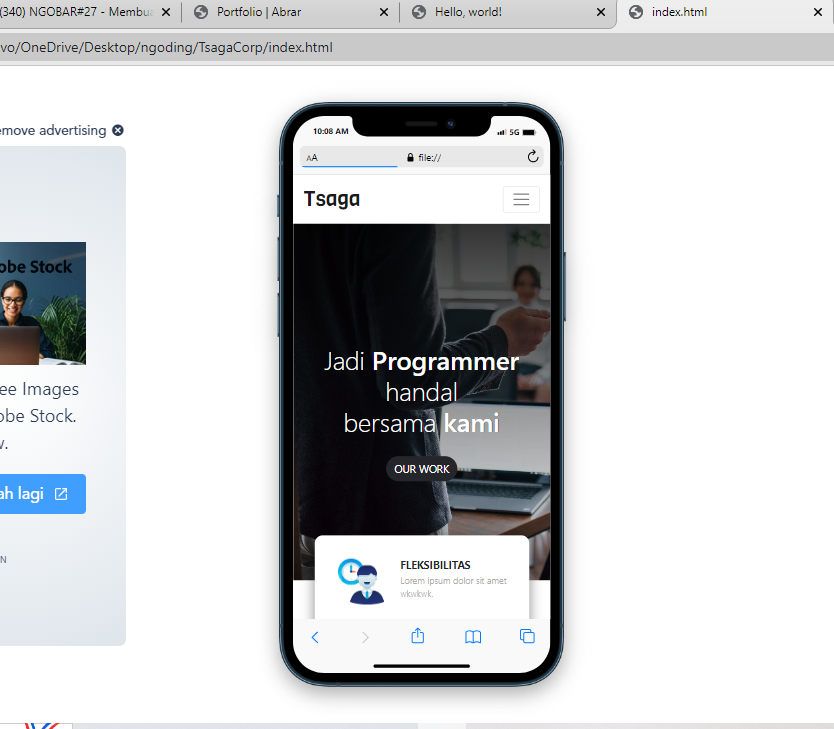 (340) NGOBAR#27 - Membu
Portfolio | Abrar
Hello, world!
index.html
vo/OneDrive/Desktop/ngoding/TsagaCorp/index.html
emove advertising
10:08 AM
5G
AA
file://
Tsaga
obe Stock
ee Images
obe Stock.
w.
ah lagi
N
Jadi Programmer
handal
bersama kami
OUR WORK
FLEKSIBILITAS
Lorem ipsum dolor sit amet
wkwkwk.